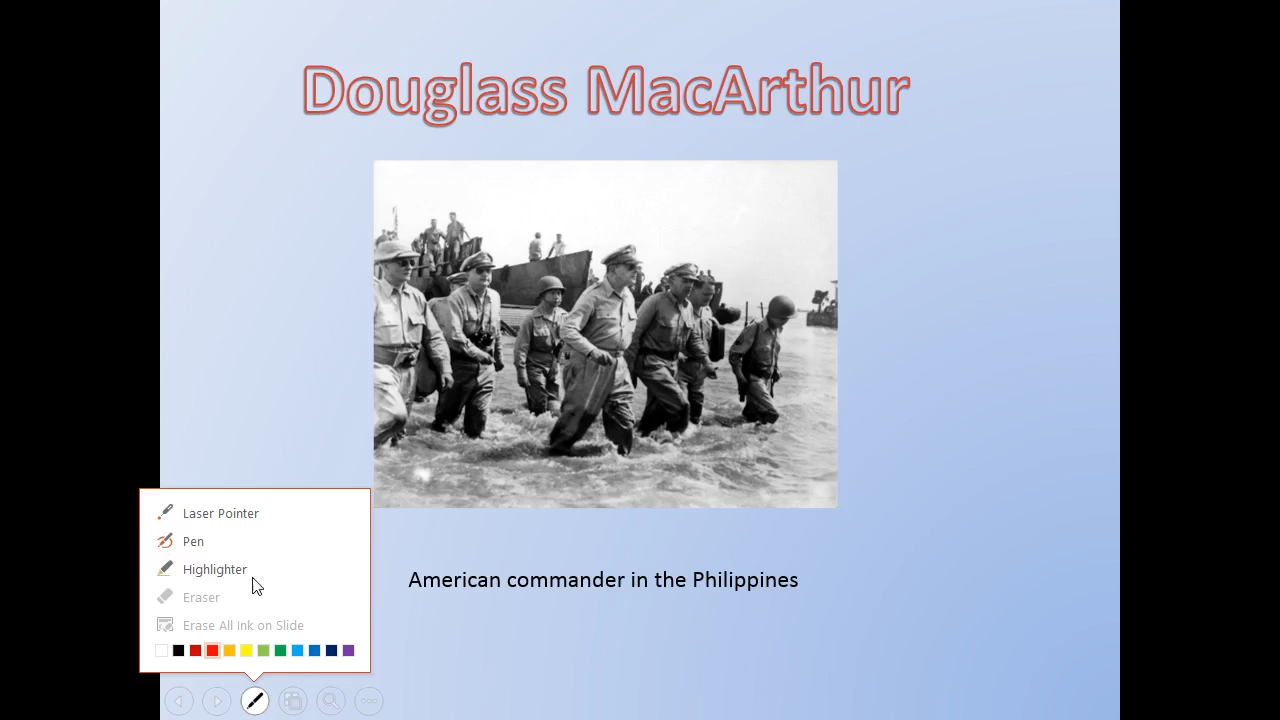 Douglass MacArthur
Laser Pointer
Pen
Highlighter
Eraser
Erase All Ink on Slide
American commander in the Philippines